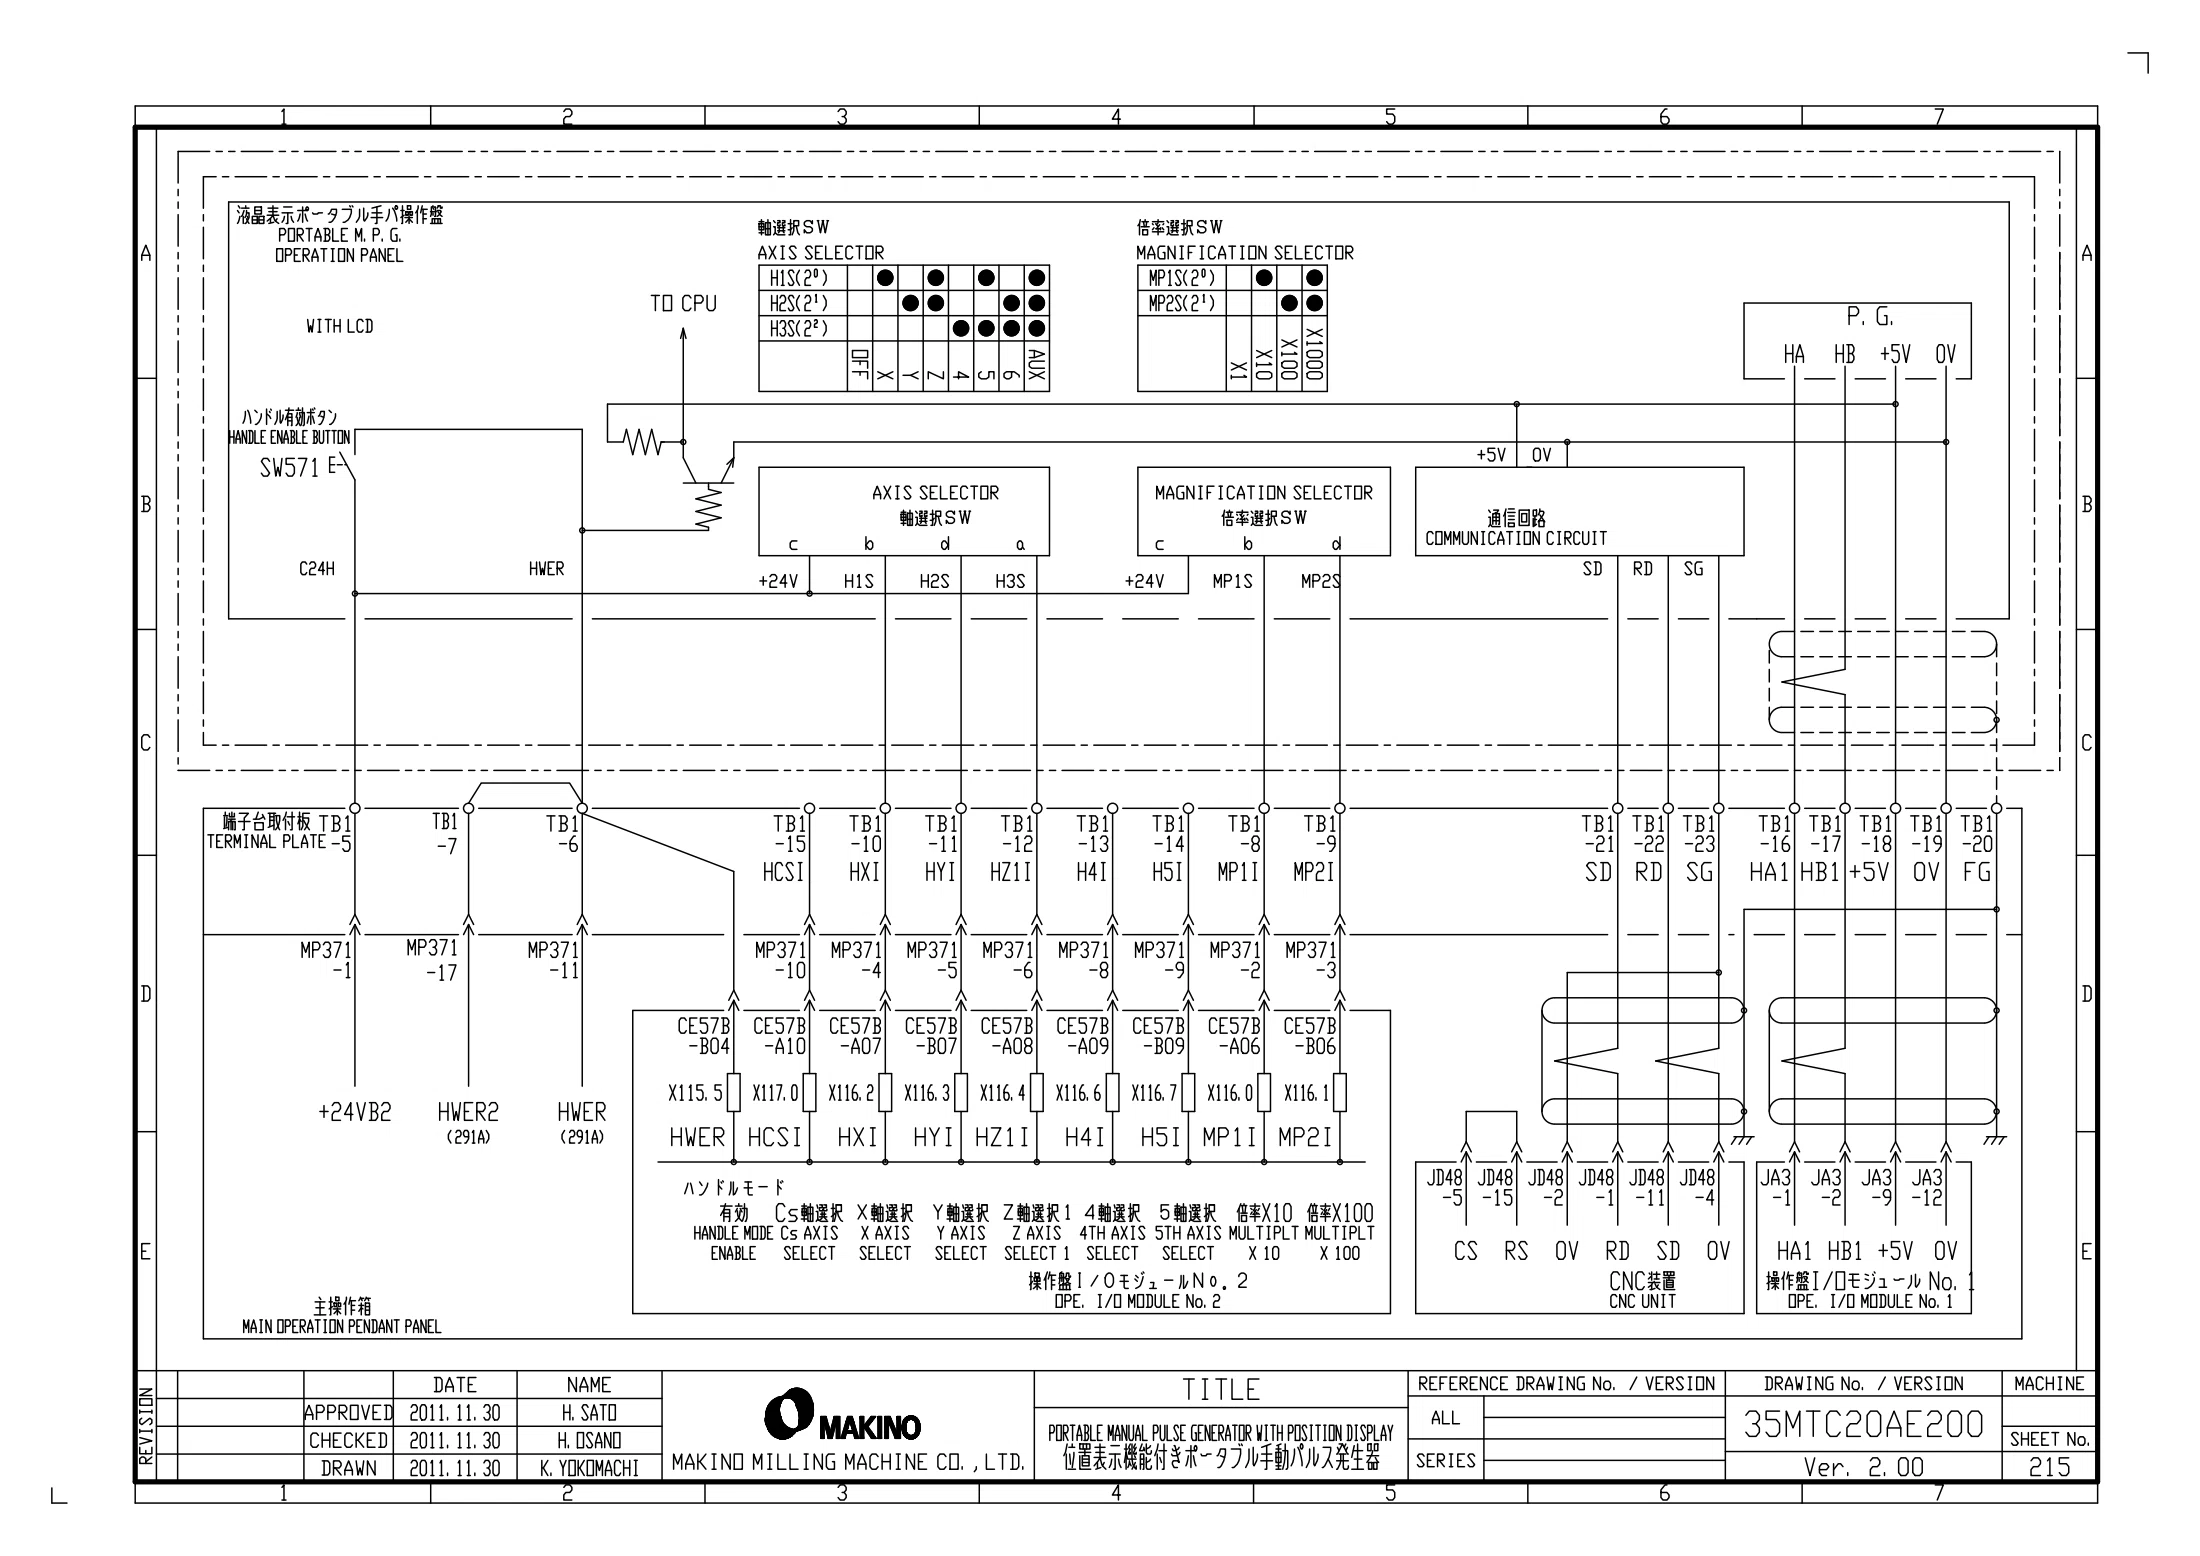 1 2 3 4 5 6 7
A A
B B
C C
D D
E E
液晶表示ポータブル手パ操作盤
PORTABLE M. P. G.
OPERATION PANEL
WITH LCD
TO CPU
軸選択SW
AXIS SELECTOR
H1S(2⁰)
H2S(2¹)
H3S(2²)
OFF X Y Z 4 5 6 AUX
倍率選択SW
MAGNIFICATION SELECTOR
MP1S(2⁰)
MP2S(2¹)
X1 X10 X100 X1000
P. G.
HA HB +5V 0V
ハンドル有効ボタン
HANDLE ENABLE BUTTON
SW571 E
C24H
HWER
AXIS SELECTOR
軸選択SW
c b d a
+24V H1S H2S H3S
MAGNIFICATION SELECTOR
倍率選択SW
c b d
+24V MP1S MP2S
+5V 0V
通信回路
COMMUNICATION CIRCUIT
SD RD SG
端子台取付板
TERMINAL PLATE
TB1 TB1 TB1 TB1 TB1 TB1 TB1 TB1 TB1 TB1 TB1 TB1 TB1 TB1 TB1 TB1 TB1 TB1 TB1
-5 -7 -6 -15 -10 -11 -12 -13 -14 -8 -9 -21 -22 -23 -16 -17 -18 -19 -20
HCSI HXI HYI HZ1I H4I H5I MP1I MP2I SD RD SG HA1 HB1 +5V 0V FG
MP371 MP371 MP371 MP371 MP371 MP371 MP371 MP371 MP371 MP371 MP371
-1 -17 -11 -10 -4 -5 -6 -8 -9 -2 -3
CE57B CE57B CE57B CE57B CE57B CE57B CE57B CE57B CE57B
-B04 -A10 -A07 -B07 -A08 -A09 -B09 -A06 -B06
X115.5 X117.0 X116.2 X116.3 X116.4 X116.6 X116.7 X116.0 X116.1
+24VB2 HWER2 HWER
(291A) (291A)
HWER HCSI HXI HYI HZ1I H4I H5I MP1I MP2I
ハンドルモード
有効 Cs軸選択 X軸選択 Y軸選択 Z軸選択1 4軸選択 5軸選択 倍率X10 倍率X100
HANDLE MODE Cs AXIS X AXIS Y AXIS Z AXIS 4TH AXIS 5TH AXIS MULTIPLT MULTIPLT
ENABLE SELECT SELECT SELECT SELECT 1 SELECT SELECT X 10 X 100
操作盤I/OモジュールNo. 2
OPE. I/O MODULE No. 2
JD48 JD48 JD48 JD48 JD48 JD48
-5 -15 -2 -1 -11 -4
CS RS 0V RD SD 0V
CNC装置
CNC UNIT
JA3 JA3 JA3 JA3
-1 -2 -9 -12
HA1 HB1 +5V 0V
操作盤I/Oモジュール No. 1
OPE. I/O MODULE No. 1
主操作箱
MAIN OPERATION PENDANT PANEL
REVISION
DATE NAME
APPROVED 2011. 11. 30 H. SATO
CHECKED 2011. 11. 30 H. OSANO
DRAWN 2011. 11. 30 K. YOKOMACHI
MAKINO
MAKINO MILLING MACHINE CO. , LTD.
TITLE
PORTABLE MANUAL PULSE GENERATOR WITH POSITION DISPLAY
位置表示機能付きポータブル手動パルス発生器
REFERENCE DRAWING No. / VERSION
ALL
SERIES
DRAWING No. / VERSION
35MTC20AE200
Ver. 2. 00
MACHINE
SHEET No.
215
1 2 3 4 5 6 7